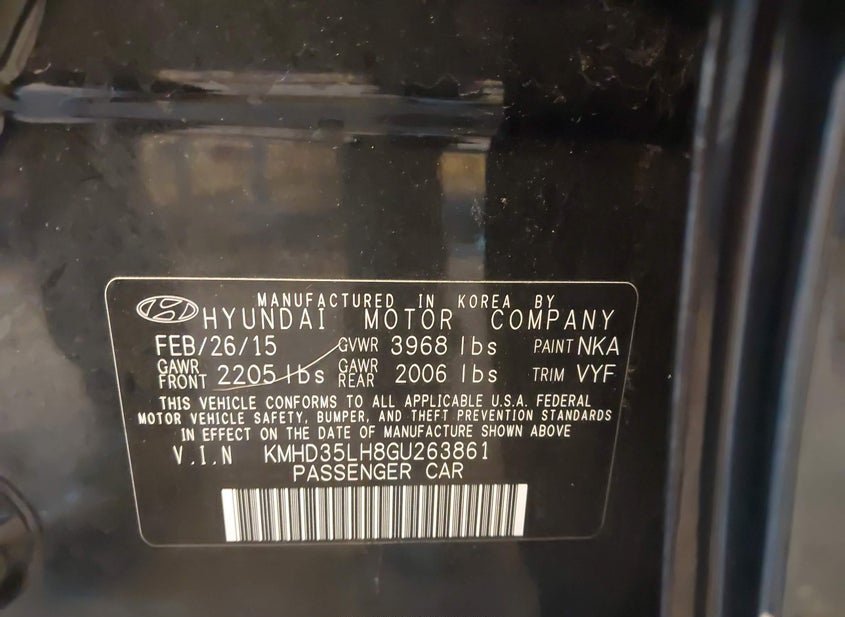 MANUFACTURED IN KOREA BY
HYUNDAI MOTOR COMPANY
FEB/26/15 GVWR 3968 lbs PAINT NKA
GAWR FRONT 2205 lbs GAWR REAR 2006 lbs TRIM VYF
THIS VEHICLE CONFORMS TO ALL APPLICABLE U.S.A. FEDERAL
MOTOR VEHICLE SAFETY, BUMPER, AND THEFT PREVENTION STANDARDS
IN EFFECT ON THE DATE OF MANUFACTURE SHOWN ABOVE
V.I.N KMHD35LH8GU263861
PASSENGER CAR